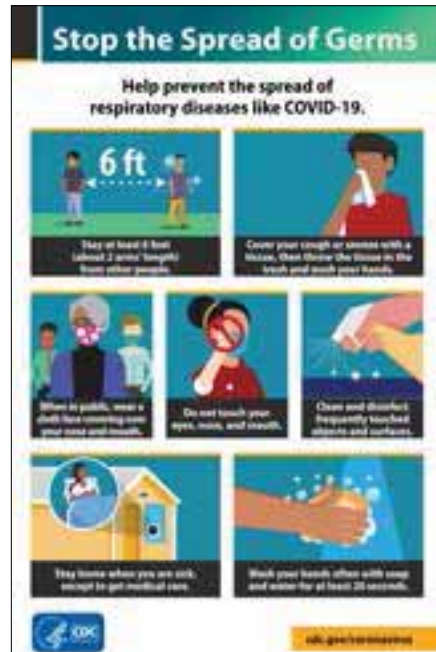 Stop the Spread of Germs
Help prevent the spread of
respiratory diseases like COVID-19.
6 ft
Stay at least 6 feet
(about 2 arms' length)
from other people.
Cover your cough or sneeze with a
tissue, then throw the tissue in the
trash and wash your hands.
When in public, wear a
cloth face covering over
your nose and mouth.
Do not touch your
eyes, nose, and mouth.
Clean and disinfect
frequently touched
objects and surfaces.
Stay home when you are sick,
except to get medical care.
Wash your hands often with soap
and water for at least 20 seconds.
CDC
cdc.gov/coronavirus